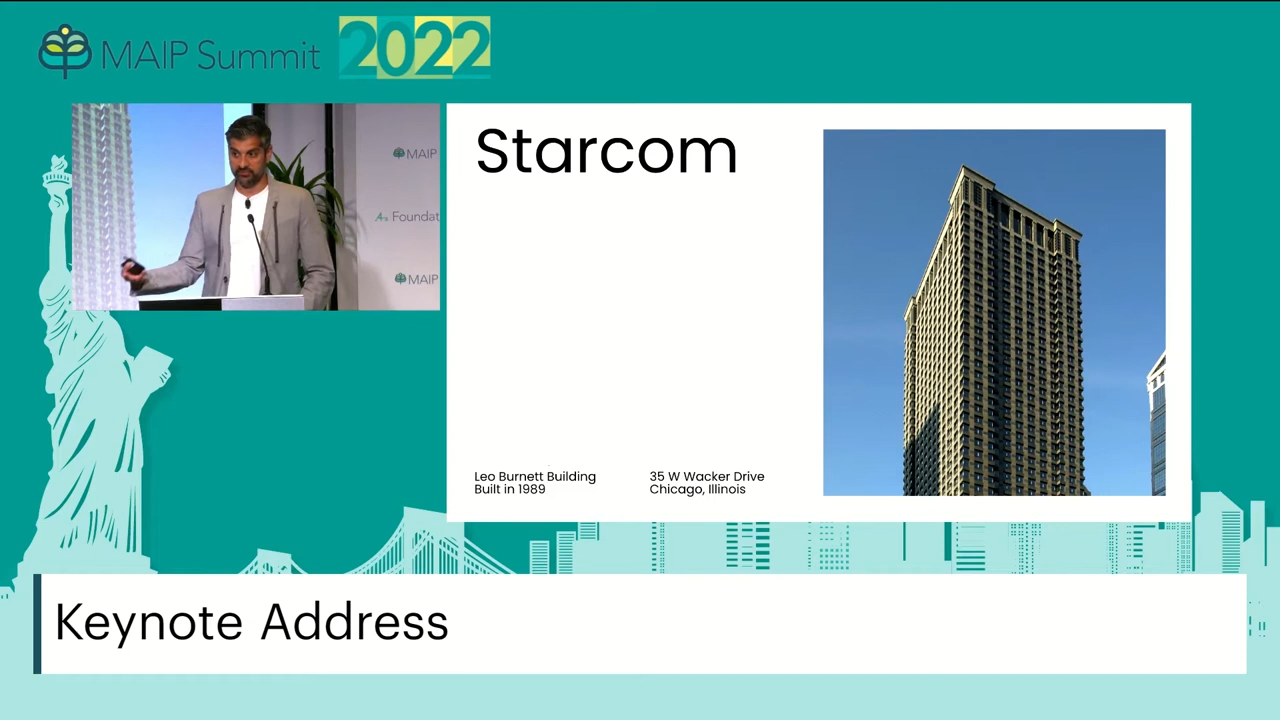 MAIP Summit 2022
MAIP
4A's Foundat
MAIP
Starcom
Leo Burnett Building
Built in 1989
35 W Wacker Drive
Chicago, Illinois
Keynote Address